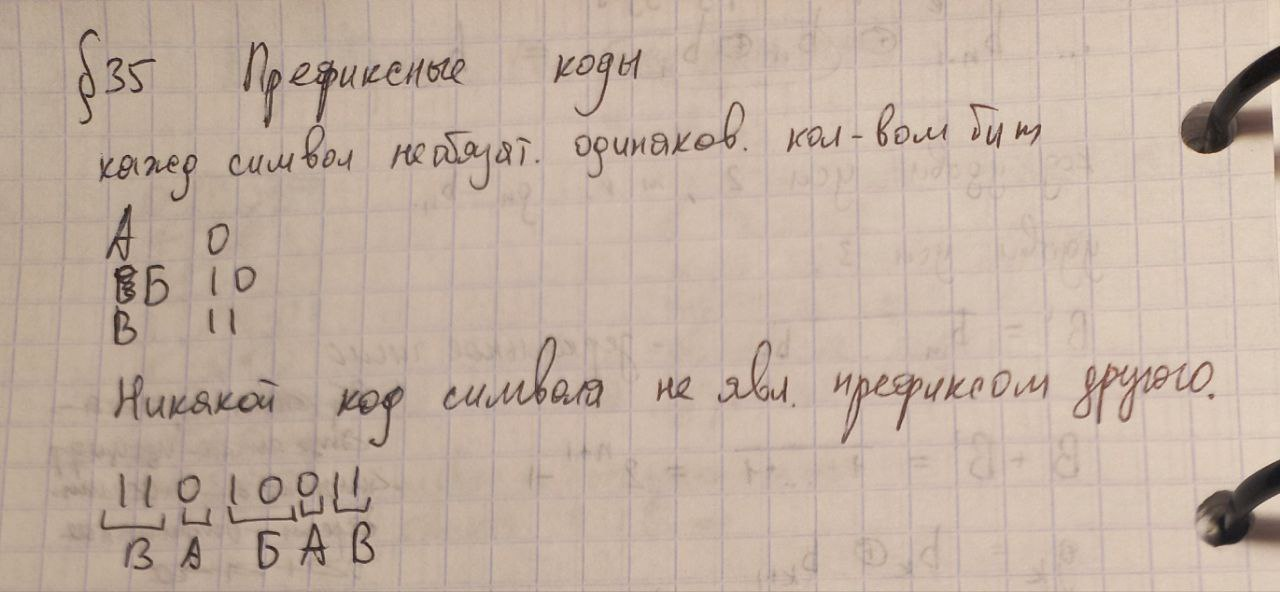 §35 Префиксные коды
кажд символ необязат. одинаков. кол-вом бит
А 0
Б 10
В 11
Никакой код символа не явл. префиксом другого.
11 0 10 0 11
В А Б А В